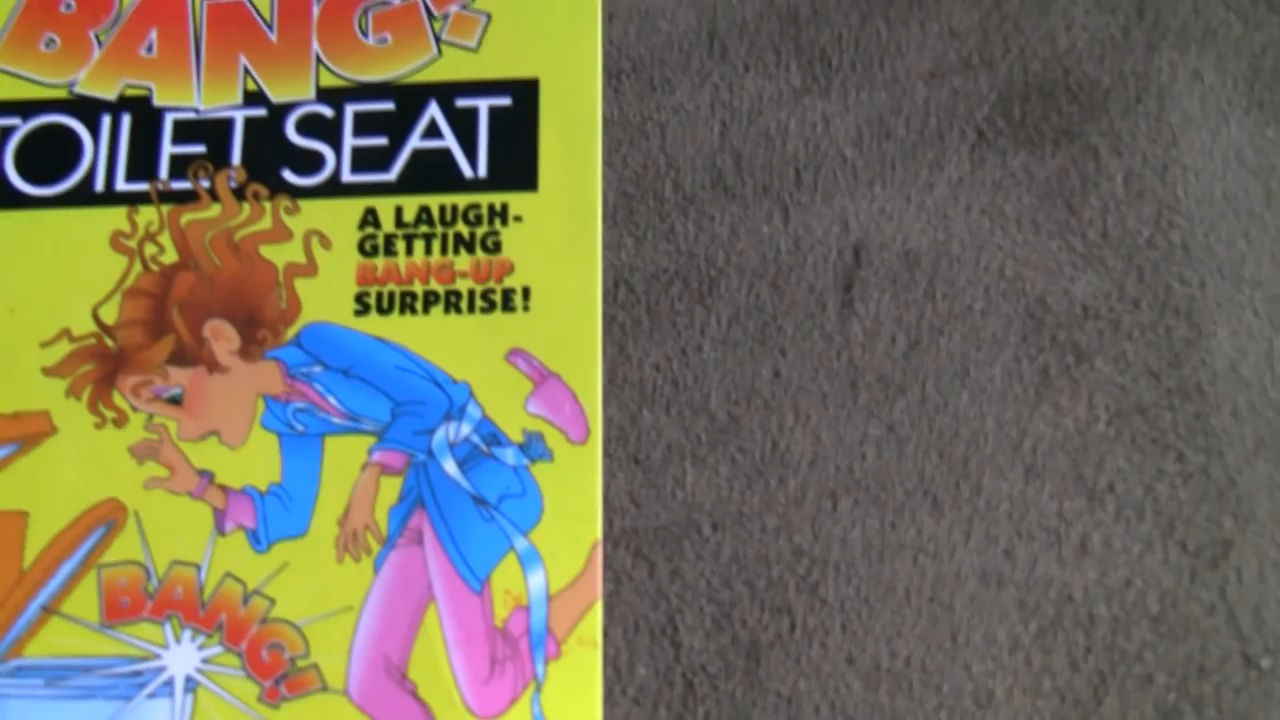 BANG!
TOILET SEAT
A LAUGH-
GETTING
BANG-UP
SURPRISE!
BANG!